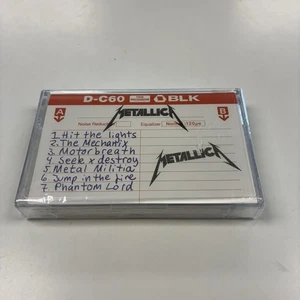 D-C60 BLK
A METALLICA B
Noise Reduction Equalizer
1. Hit the lights
2. The Mechanix
3. Motorbreath
4. Seek x destroy
5. Metal Militia
6. Jump in the fire
7. Phantom Lord
METALLICA